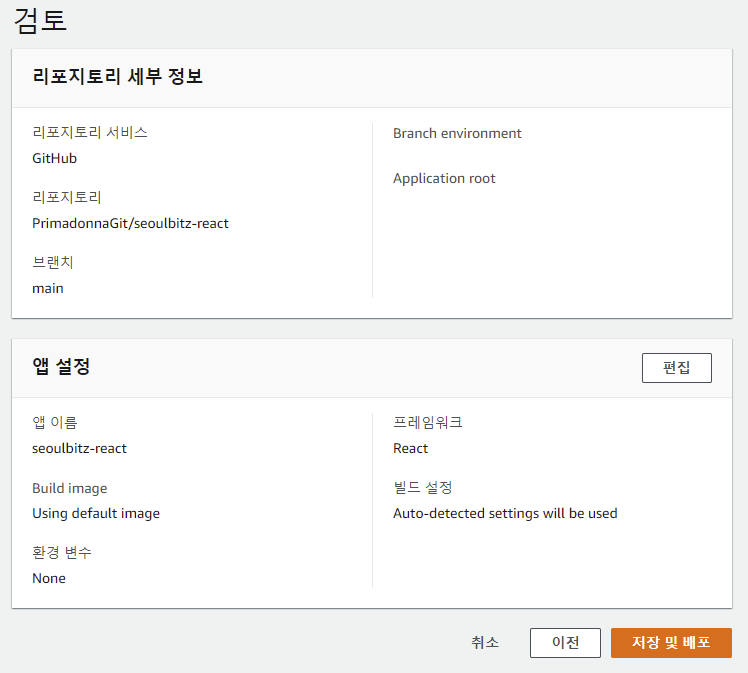 검토
리포지토리 세부 정보
리포지토리 서비스
GitHub
리포지토리
PrimadonnaGit/seoulbitz-react
브랜치
main
Branch environment
Application root
앱 설정
편집
앱 이름
seoulbitz-react
Build image
Using default image
환경 변수
None
프레임워크
React
빌드 설정
Auto-detected settings will be used
취소
이전
저장 및 배포